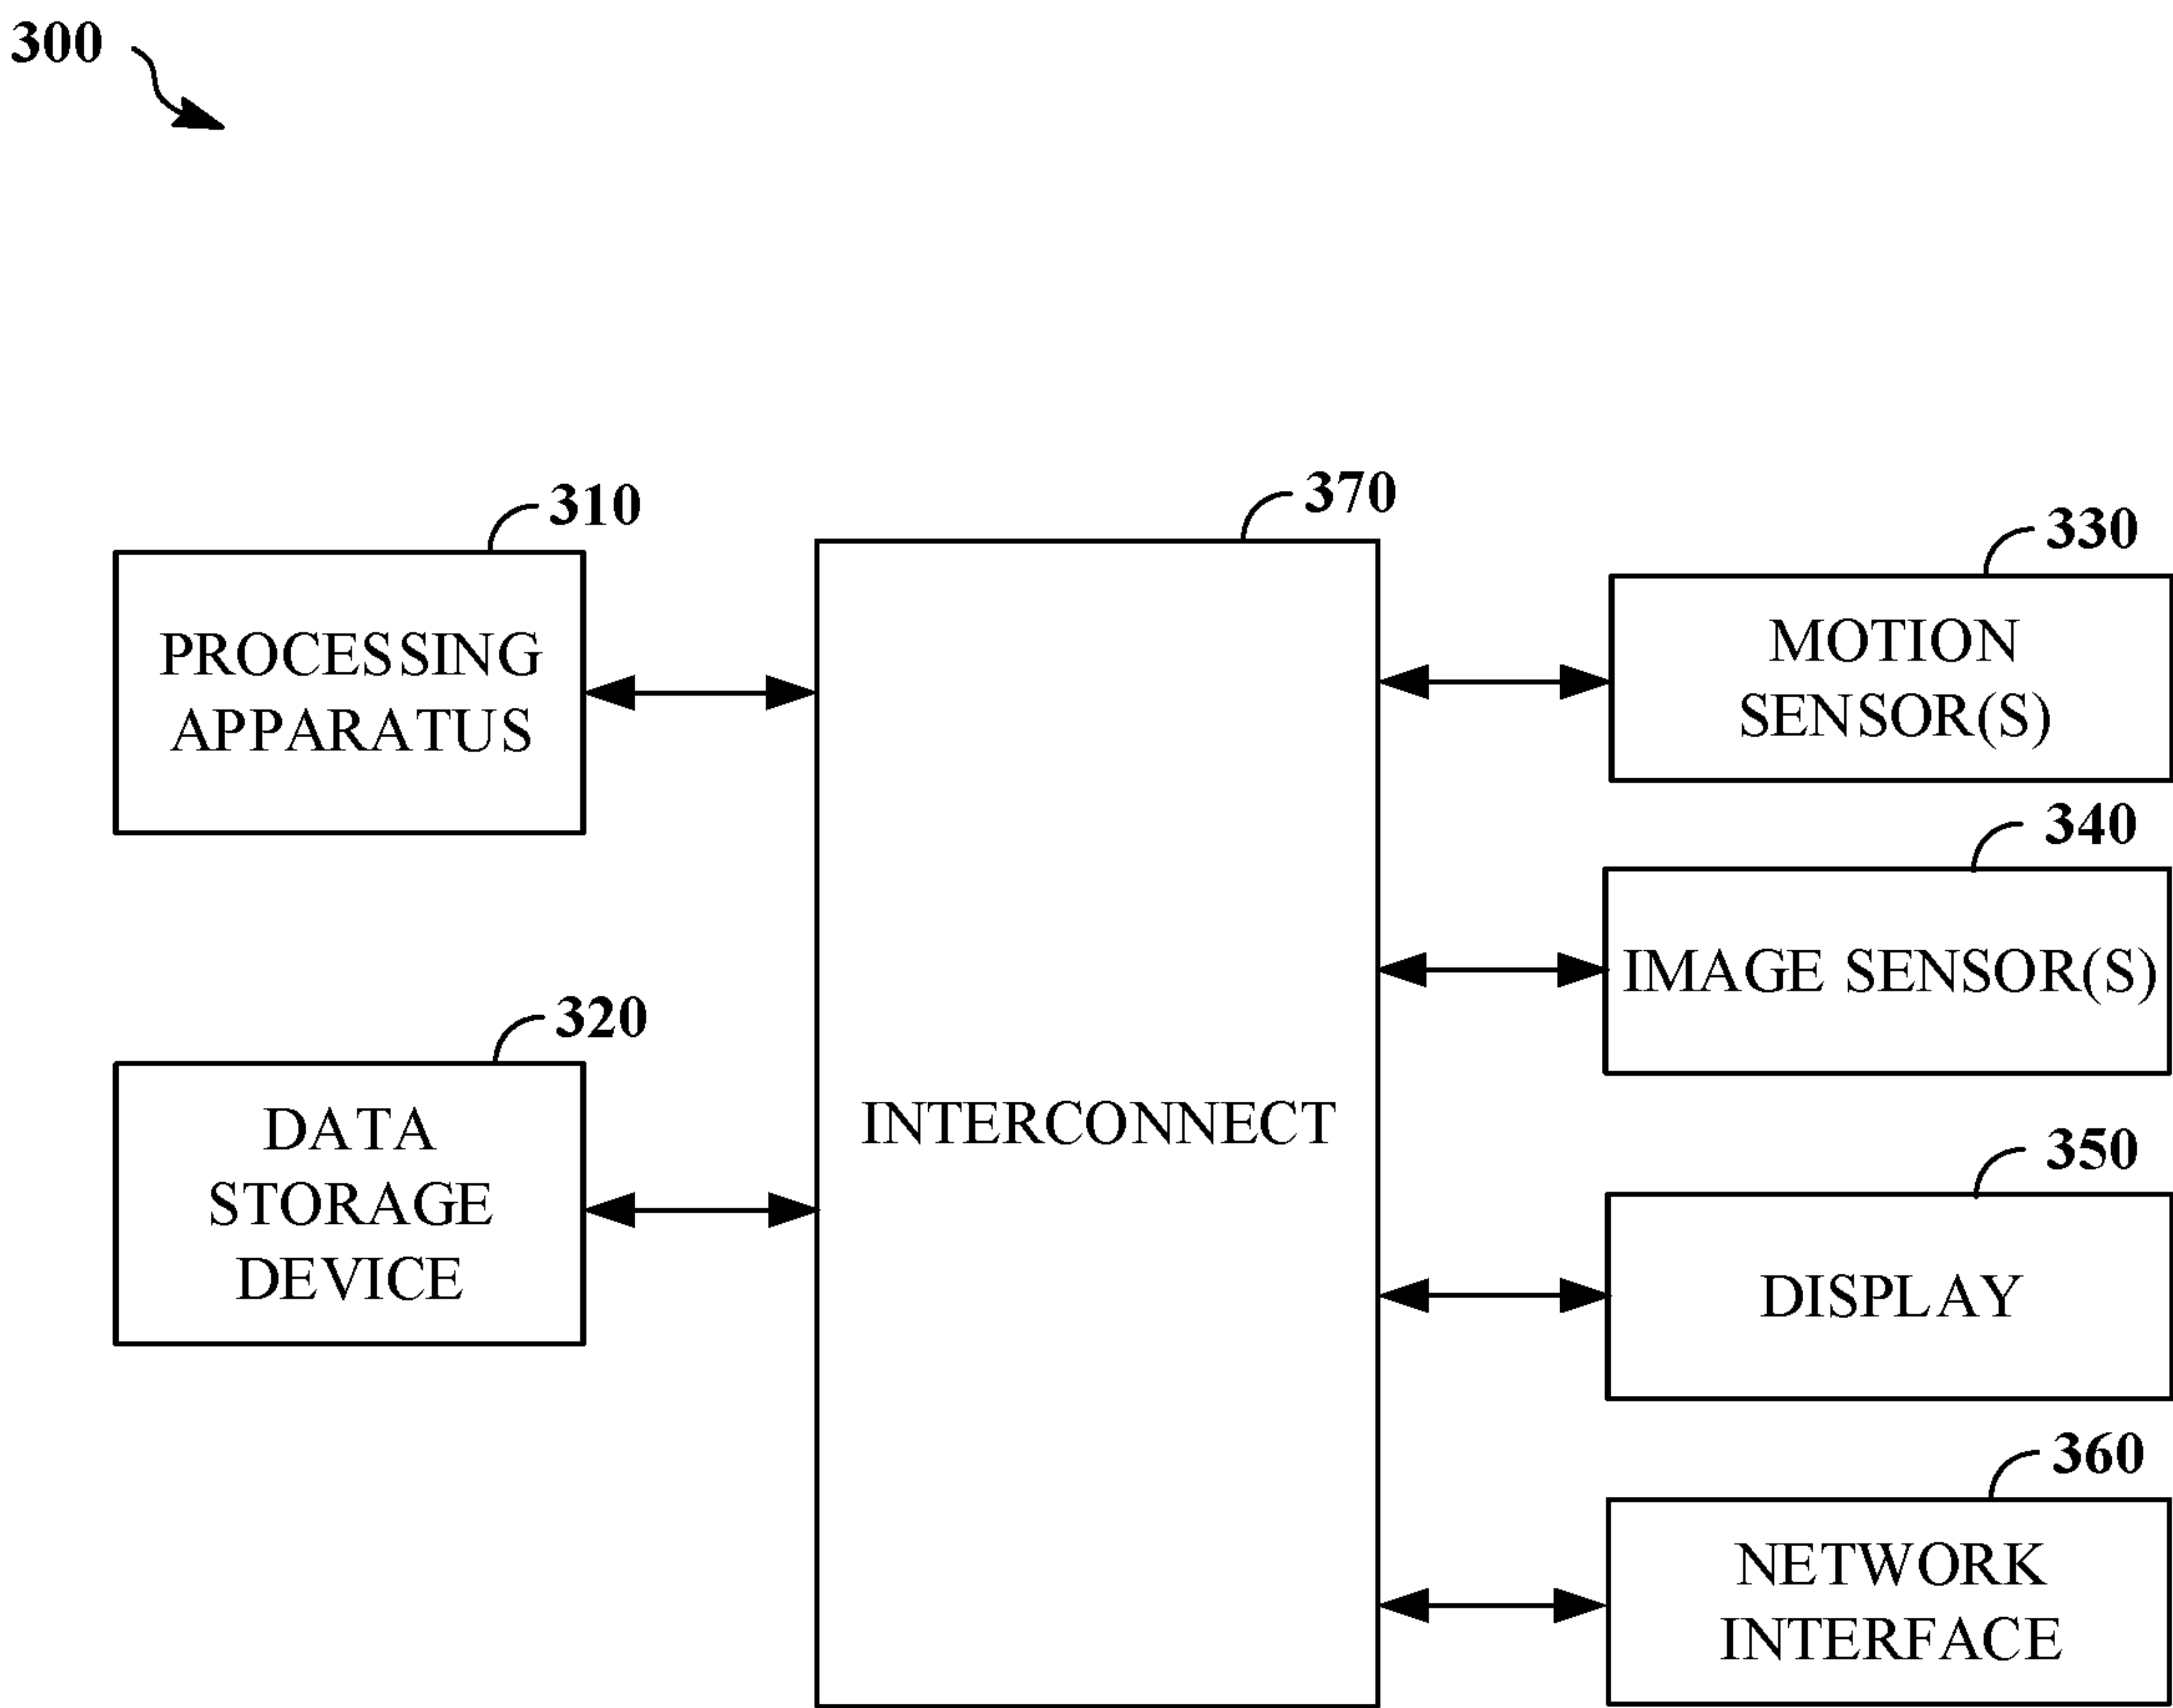 300
310
PROCESSING
APPARATUS
320
DATA
STORAGE
DEVICE
370
INTERCONNECT
330
MOTION
SENSOR(S)
340
IMAGE SENSOR(S)
350
DISPLAY
360
NETWORK
INTERFACE